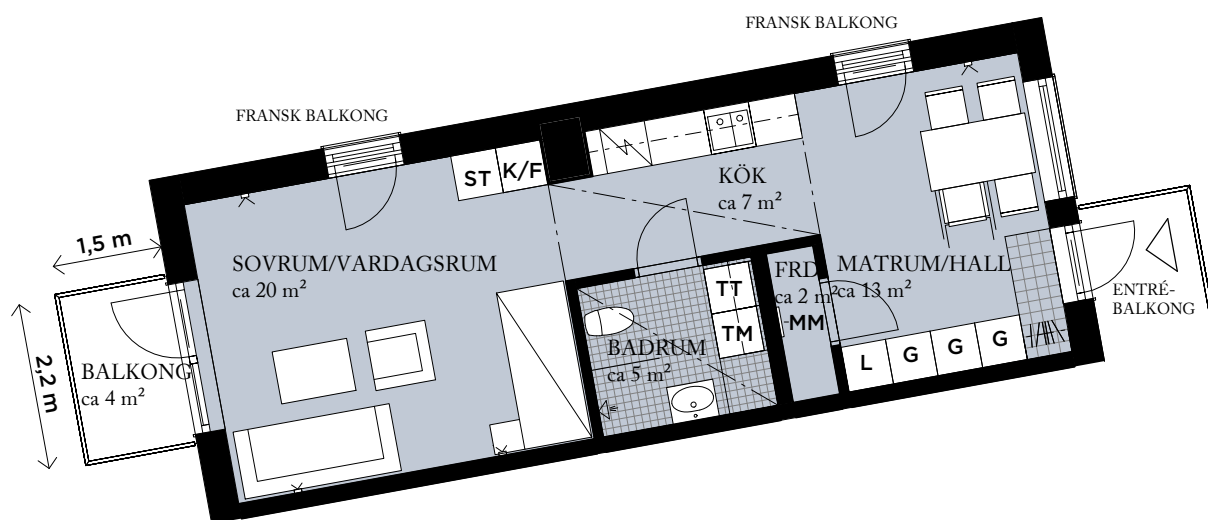 FRANSK BALKONG
FRANSK BALKONG
ST
K/F
KÖK
ca 7 m²
1,5 m
SOVRUM/VARDAGSRUM
ca 20 m²
FRD
ca 2 m²
MM
MATRUM/HALL
ca 13 m²
ENTRÉ-
BALKONG
TT
TM
BADRUM
ca 5 m²
L
G
G
G
BALKONG
ca 4 m²
2,2 m